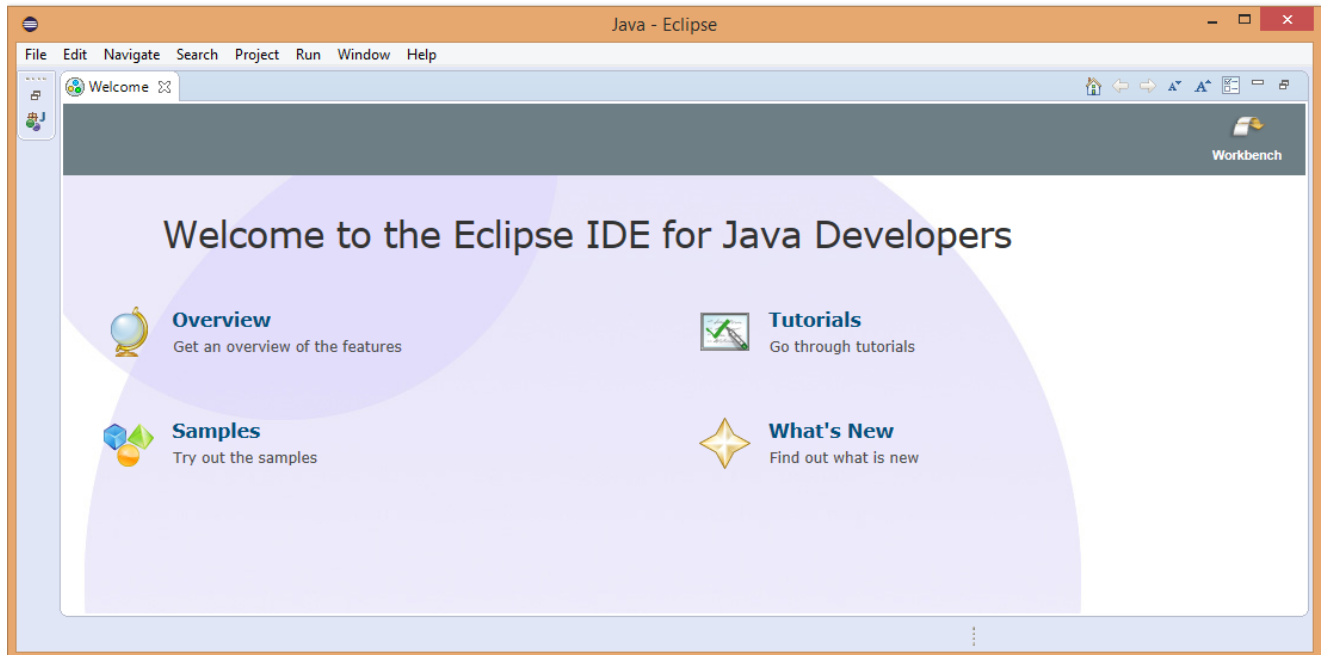 Java - Eclipse
File Edit Navigate Search Project Run Window Help
Welcome
Workbench
Welcome to the Eclipse IDE for Java Developers
Overview
Get an overview of the features
Tutorials
Go through tutorials
Samples
Try out the samples
What's New
Find out what is new